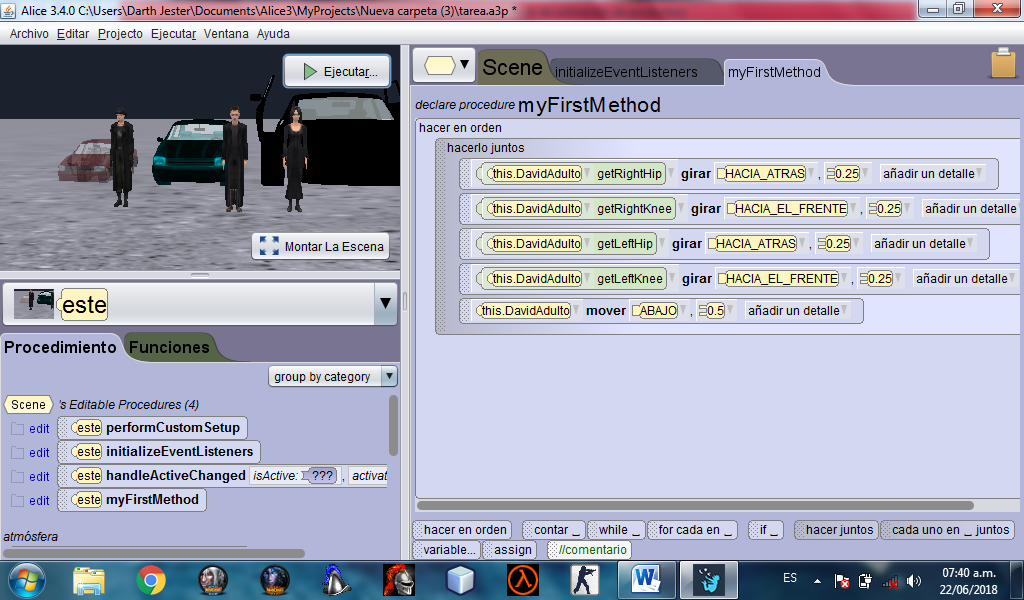 Alice 3.4.0 C:\Users\Darth Jester\Documents\Alice3\MyProjects\Nueva carpeta (3)\tarea.a3p *
Archivo Editar Proyecto Ejecutar Ventana Ayuda
Ejecutar...
Montar La Escena
este
Procedimiento Funciones
group by category
Scene 's Editable Procedures (4)
edit este performCustomSetup
edit este initializeEventListeners
edit este handleActiveChanged isActive: ??? , activat
edit este myFirstMethod
atmósfera
Scene initializeEventListeners myFirstMethod
declare procedure myFirstMethod
hacer en orden
hacerlo juntos
this.DavidAdulto getRightHip girar HACIA_ATRAS , 0.25 añadir un detalle
this.DavidAdulto getRightKnee girar HACIA_EL_FRENTE , 0.25 añadir un detalle
this.DavidAdulto getLeftHip girar HACIA_ATRAS , 0.25 añadir un detalle
this.DavidAdulto getLeftKnee girar HACIA_EL_FRENTE , 0.25 añadir un detalle
this.DavidAdulto mover ABAJO , 0.5 añadir un detalle
hacer en orden contar _ while _ for cada en _ if _ hacer juntos cada uno en _ juntos
variable... assign //comentario
ES 07:40 a.m.
22/06/2018